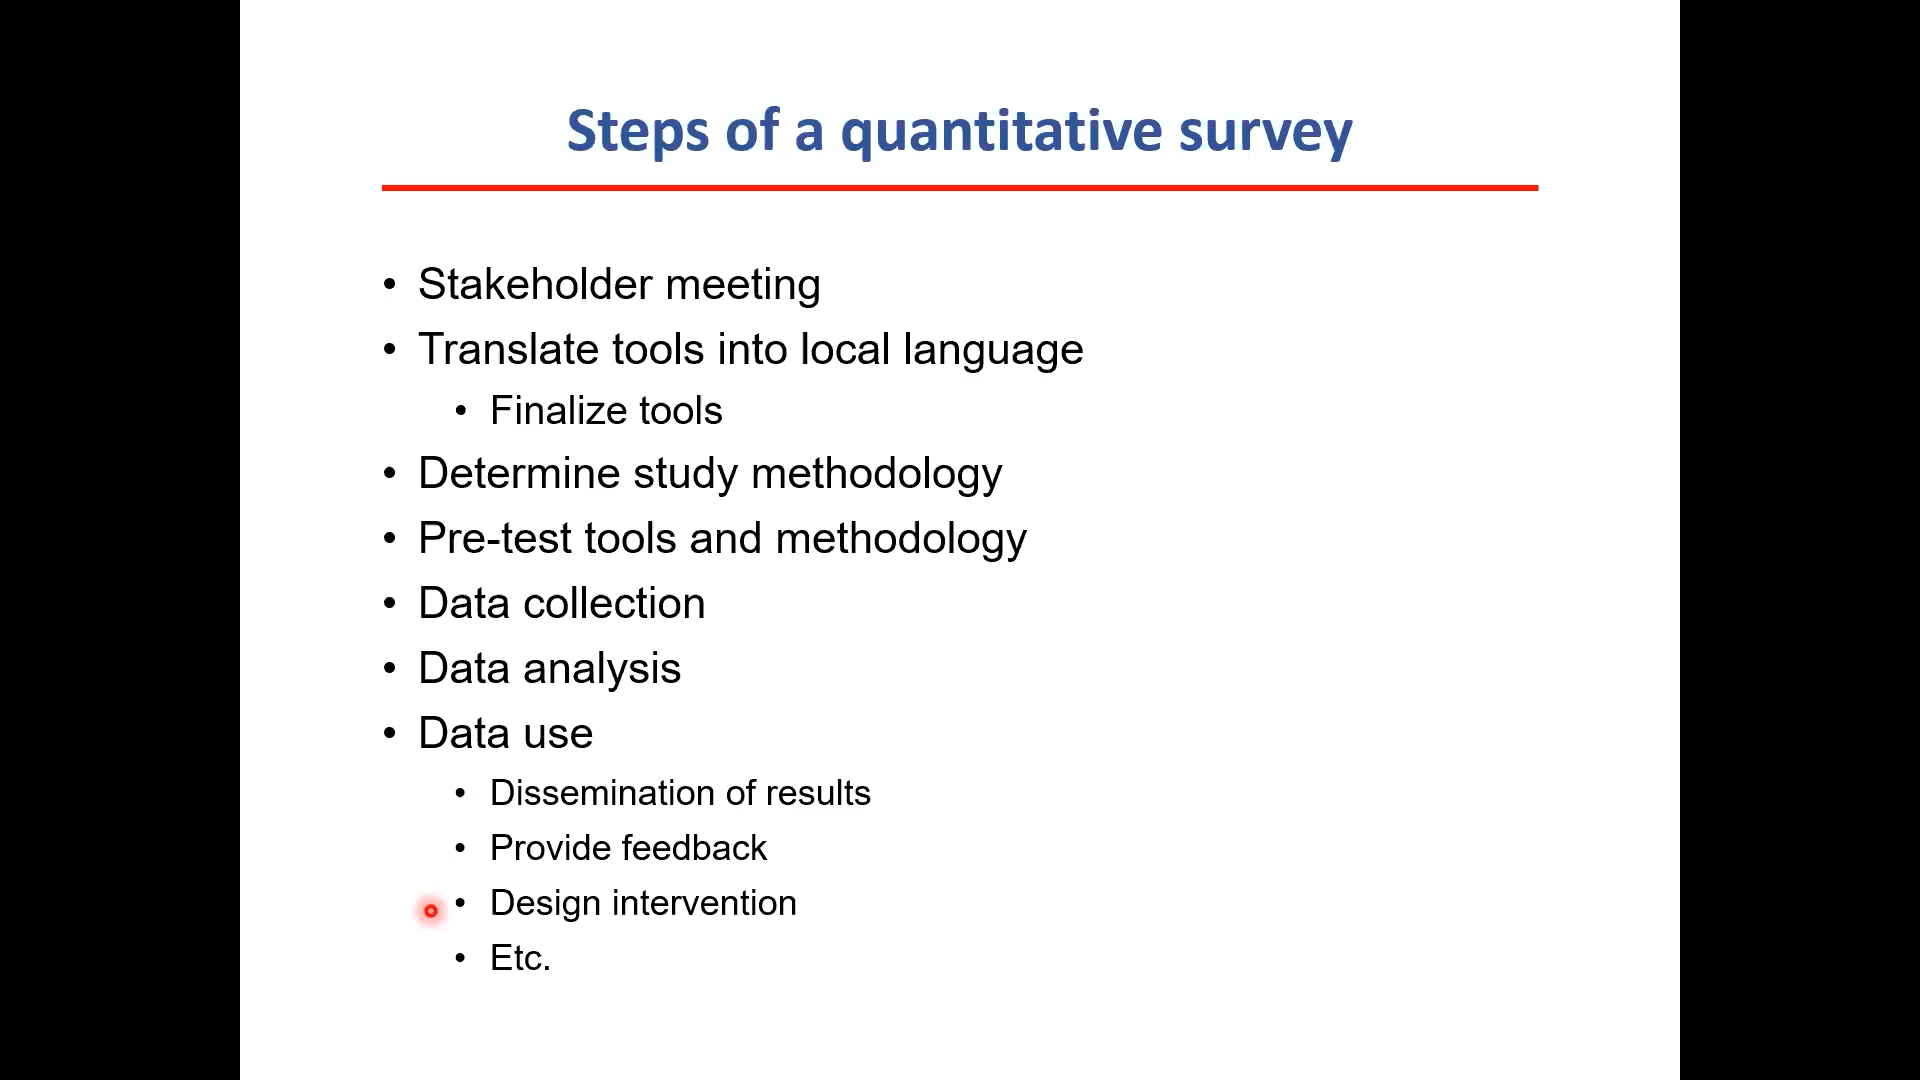 Steps of a quantitative survey
• Stakeholder meeting
• Translate tools into local language
• Finalize tools
• Determine study methodology
• Pre-test tools and methodology
• Data collection
• Data analysis
• Data use
• Dissemination of results
• Provide feedback
• Design intervention
• Etc.